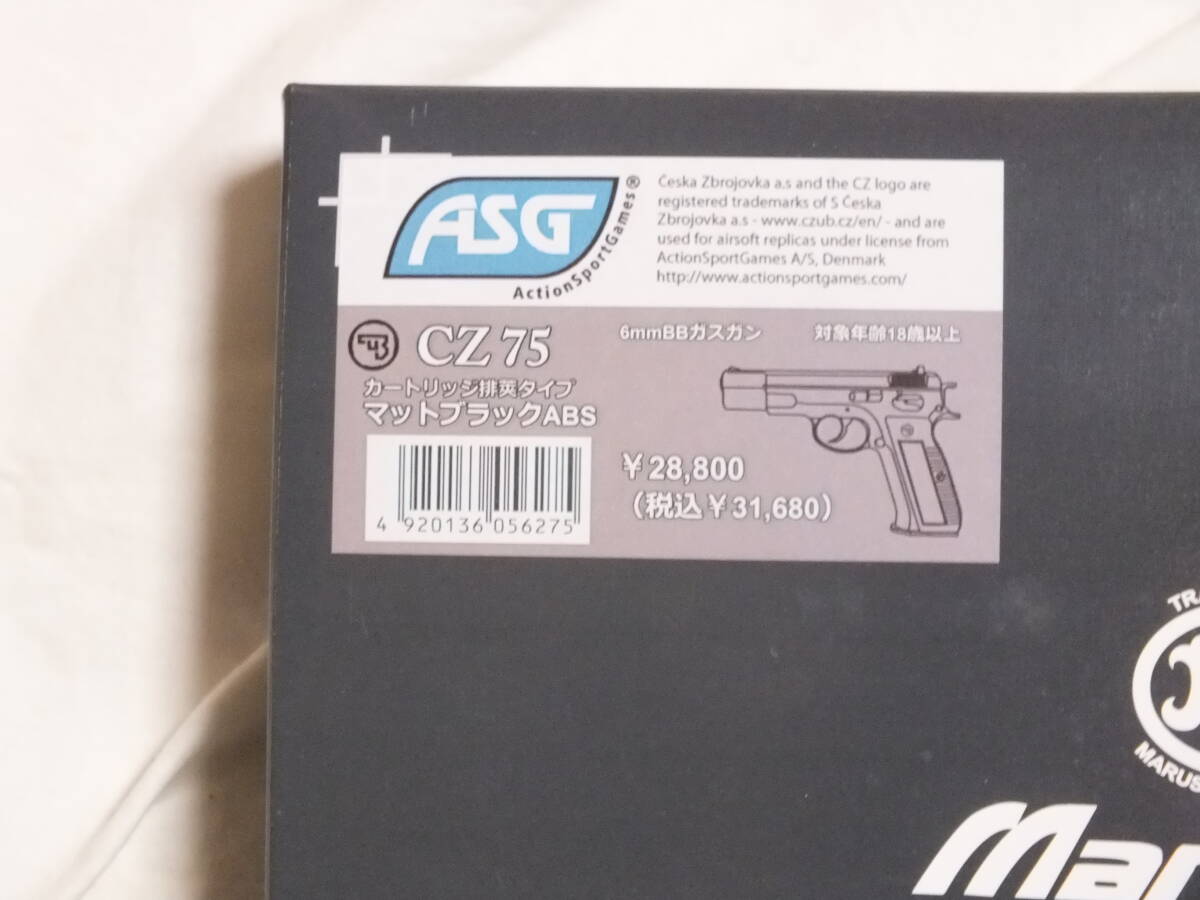 ASG
ActionSportGames®
Česka Zbrojovka a.s and the CZ logo are
registered trademarks of S Česka
Zbrojovka a.s - www.czub.cz/en/ - and are
used for airsoft replicas under license from
ActionSportGames A/S, Denmark
http://www.actionsportgames.com/
CZ 75
6mmBBガスガン
対象年齢18歳以上
カートリッジ排莢タイプ
マットブラックABS
¥28,800
(税込¥31,680)
4 920136 056275
TRA
MARUS
Mar